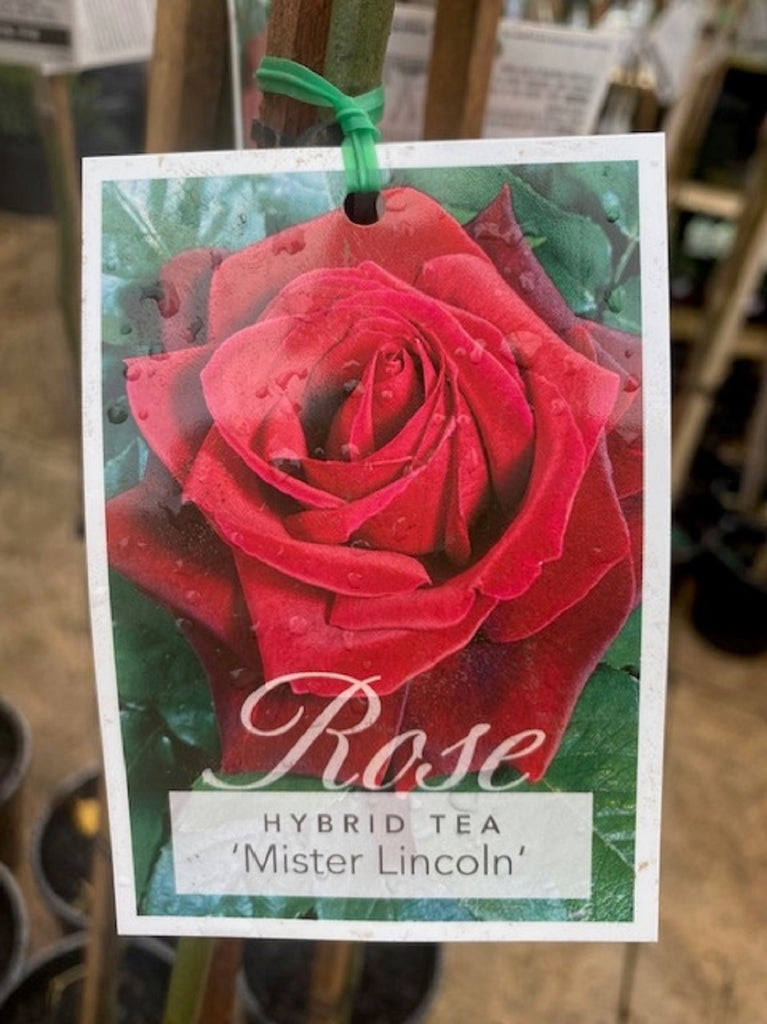 Rose
HYBRID TEA
‘Mister Lincoln’